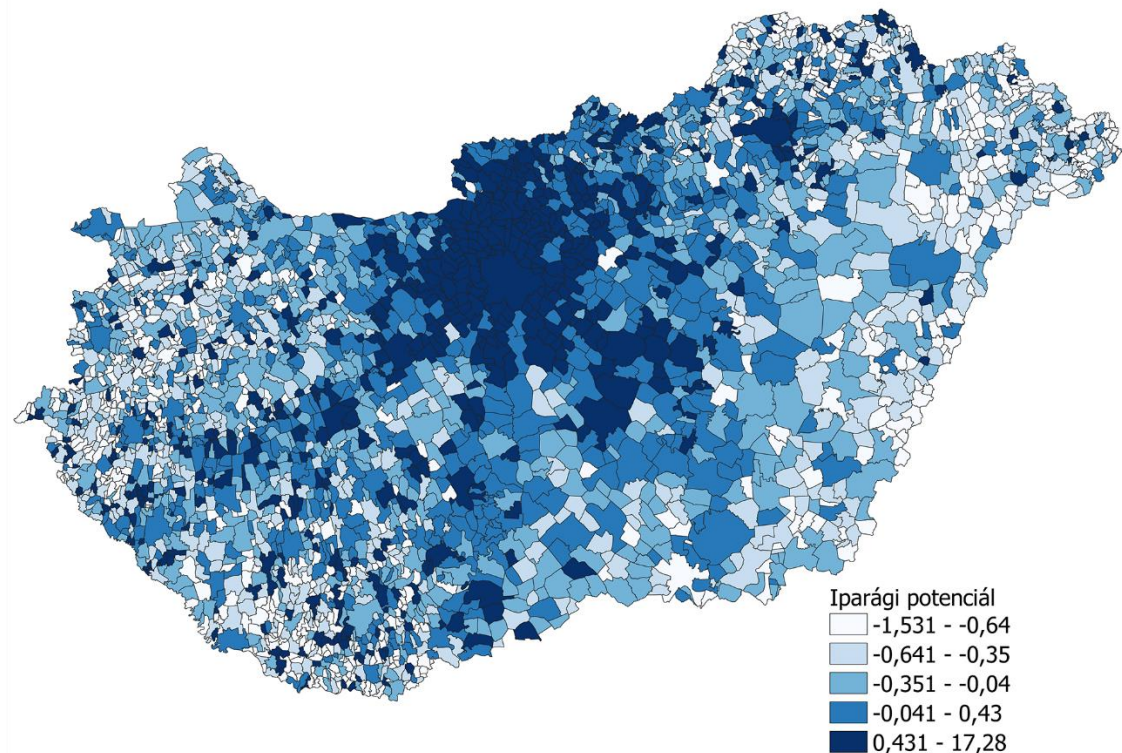 Iparági potenciál
-1,531 - -0,64
-0,641 - -0,35
-0,351 - -0,04
-0,041 - 0,43
0,431 - 17,28